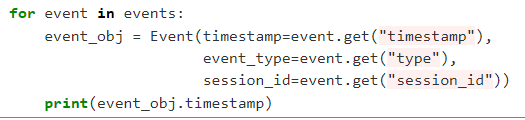 for event in events:
    event_obj = Event(timestamp=event.get("timestamp"),
                      event_type=event.get("type"),
                      session_id=event.get("session_id"))
    print(event_obj.timestamp)